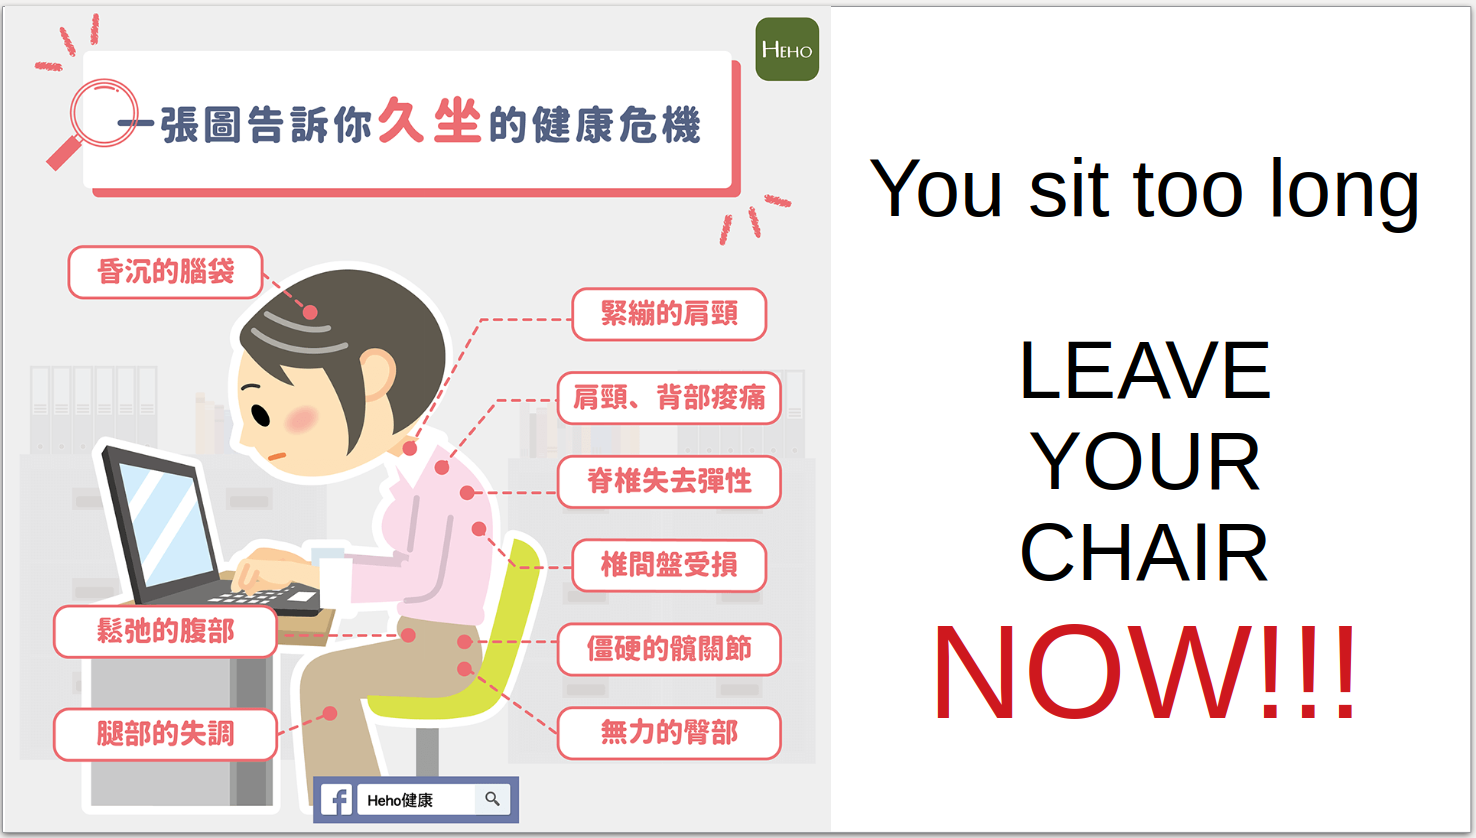 HEHO
一張圖告訴你久坐的健康危機
昏沉的腦袋
緊繃的肩頸
肩頸、背部痠痛
脊椎失去彈性
椎間盤受損
鬆弛的腹部
僵硬的髖關節
腿部的失調
無力的臀部
f Heho健康
You sit too long
LEAVE
YOUR
CHAIR
NOW!!!